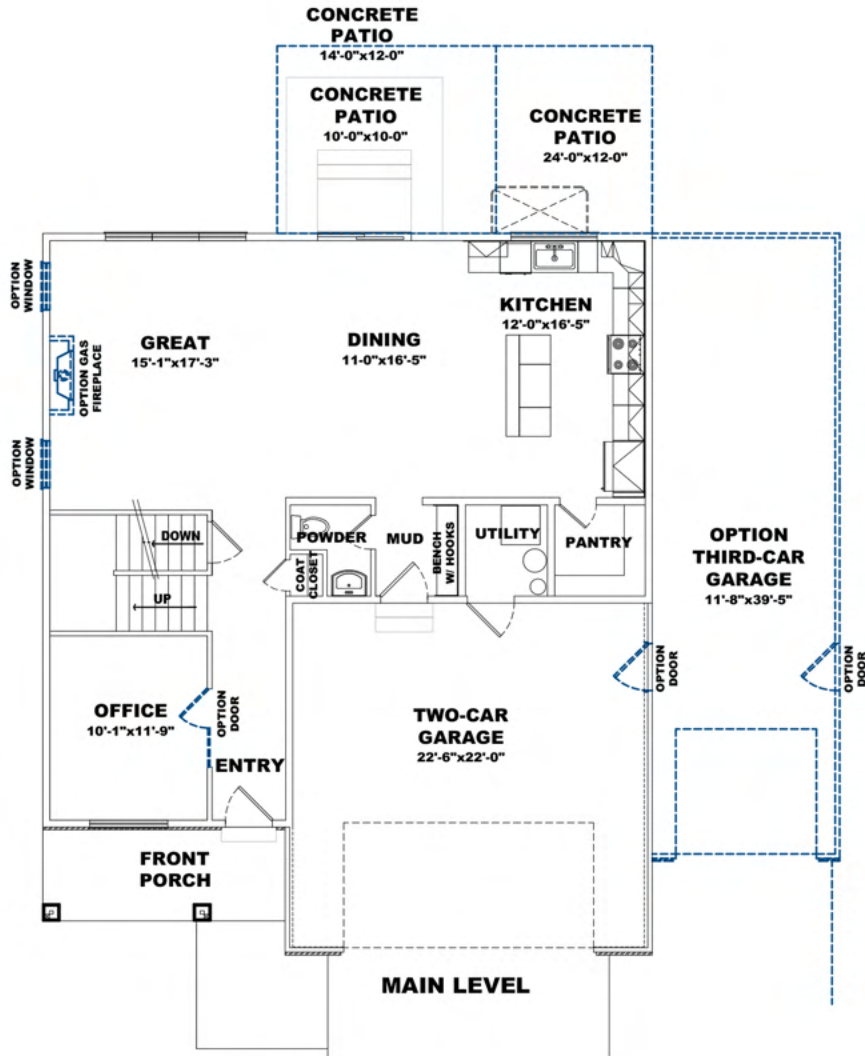 CONCRETE
PATIO
14'-0"x12-0"
CONCRETE
PATIO
10'-0"x10-0"
CONCRETE
PATIO
24'-0"x12-0"
OPTION
WINDOW
GREAT
15'-1"x17'-3"
DINING
11-0"x16'-5"
KITCHEN
12'-0"x16'-5"
OPTION GAS
FIREPLACE
OPTION
WINDOW
DOWN
UP
POWDER
COAT
CLOSET
MUD
BENCH
W/ HOOKS
UTILITY
PANTRY
OPTION
THIRD-CAR
GARAGE
11'-8"x39'-5"
OFFICE
10'-1"x11'-9"
OPTION
DOOR
ENTRY
TWO-CAR
GARAGE
22'-6"x22'-0"
OPTION
DOOR
OPTION
DOOR
FRONT
PORCH
MAIN LEVEL